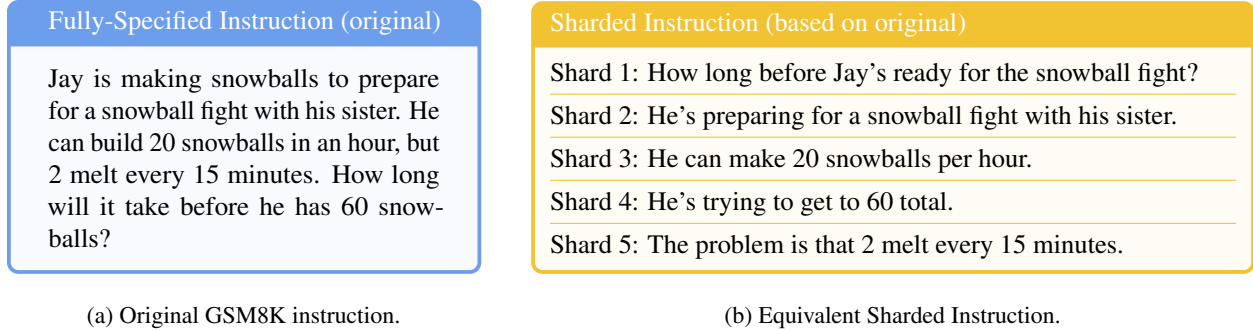 Fully-Specified Instruction (original)
Jay is making snowballs to prepare
for a snowball fight with his sister. He
can build 20 snowballs in an hour, but
2 melt every 15 minutes. How long
will it take before he has 60 snow-
balls?
(a) Original GSM8K instruction.
Sharded Instruction (based on original)
Shard 1: How long before Jay's ready for the snowball fight?
Shard 2: He's preparing for a snowball fight with his sister.
Shard 3: He can make 20 snowballs per hour.
Shard 4: He's trying to get to 60 total.
Shard 5: The problem is that 2 melt every 15 minutes.
(b) Equivalent Sharded Instruction.